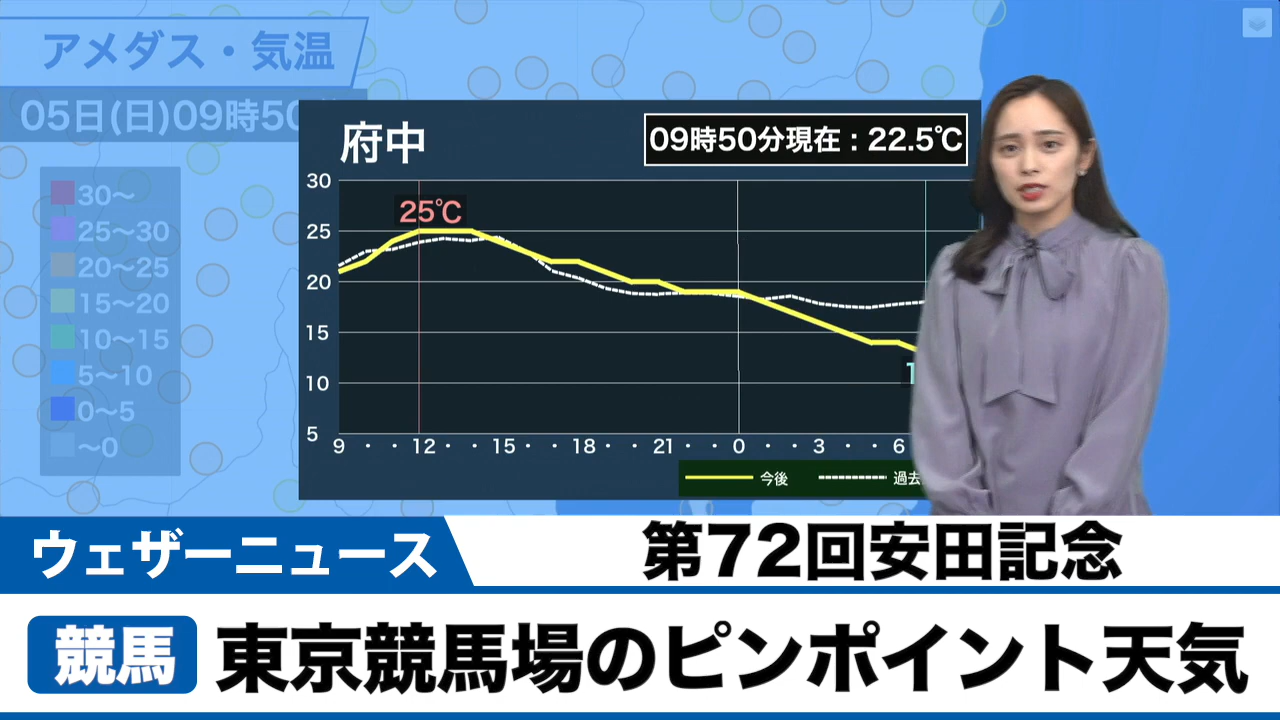 アメダス・気温
05日(日)09時50
30〜
25〜30
20〜25
15〜20
10〜15
5〜10
0〜5
〜0
府中
09時50分現在：22.5℃
25℃
30
25
20
15
10
5
1
9 ・ ・ 12 ・ ・ 15 ・ ・ 18 ・ ・ 21 ・ ・ 0 ・ ・ 3 ・ ・ 6
今後 過去
ウェザーニュース
第72回安田記念
競馬 東京競馬場のピンポイント天気